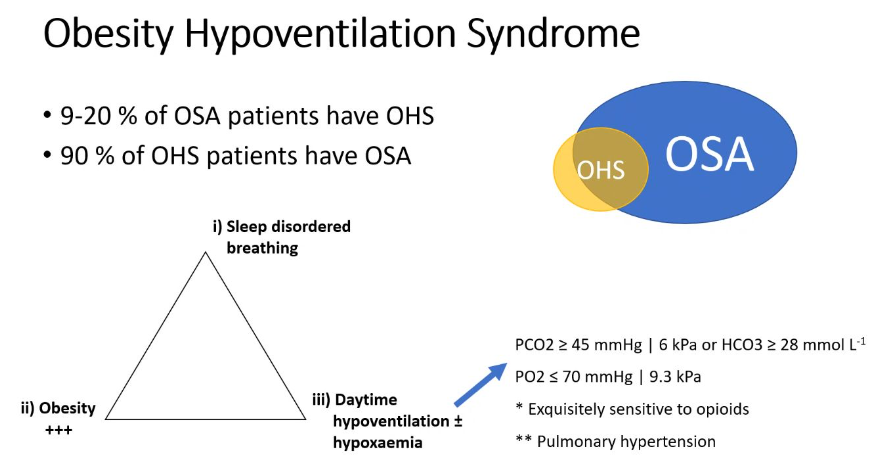 Obesity Hypoventilation Syndrome
• 9-20 % of OSA patients have OHS
• 90 % of OHS patients have OSA
OHS
OSA
i) Sleep disordered
breathing
ii) Obesity
+++
iii) Daytime
hypoventilation ±
hypoxaemia
PCO2 ≥ 45 mmHg | 6 kPa or HCO3 ≥ 28 mmol L⁻¹
PO2 ≤ 70 mmHg | 9.3 kPa
* Exquisitely sensitive to opioids
** Pulmonary hypertension